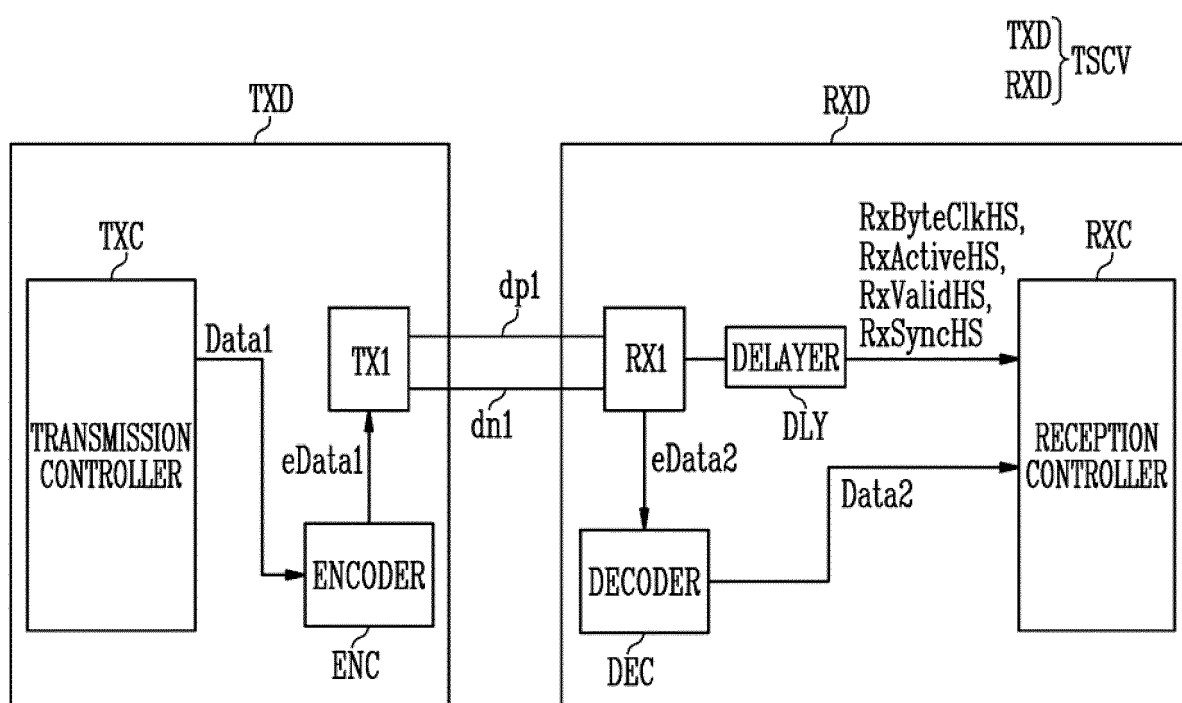 TXD
RXD
TSCV
TXD
RXD
TXC
RxByteClkHS,
RxActiveHS,
RxValidHS,
RxSyncHS
RXC
dp1
Data1
TX1
RX1
DELAYER
dn1
DLY
TRANSMISSION
CONTROLLER
eData1
eData2
RECEPTION
CONTROLLER
Data2
ENCODER
DECODER
ENC
DEC